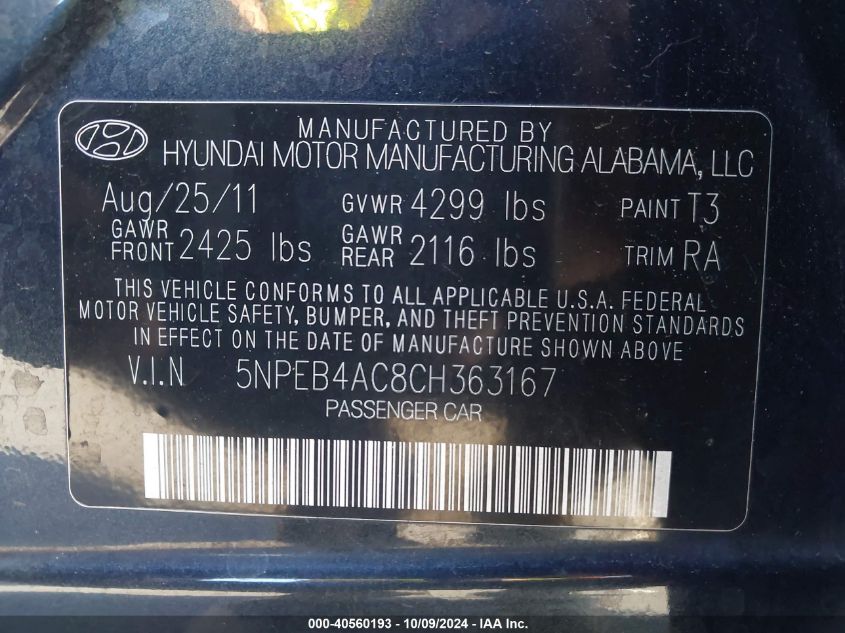 MANUFACTURED BY
HYUNDAI MOTOR MANUFACTURING ALABAMA, LLC
Aug/25/11 GVWR 4299 lbs PAINT T3
GAWR FRONT 2425 lbs GAWR REAR 2116 lbs TRIM RA
THIS VEHICLE CONFORMS TO ALL APPLICABLE U.S.A. FEDERAL
MOTOR VEHICLE SAFETY, BUMPER, AND THEFT PREVENTION STANDARDS
IN EFFECT ON THE DATE OF MANUFACTURE SHOWN ABOVE
V.I.N 5NPEB4AC8CH363167
PASSENGER CAR
000-40560193 - 10/09/2024 - IAA Inc.